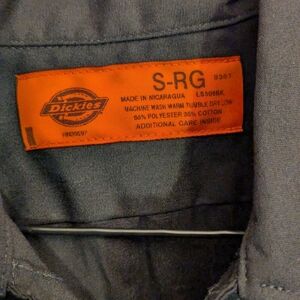 Dickies
S-RG
MADE IN NICARAGUA
MACHINE WASH WARM TUMBLE DRY LOW
65% POLYESTER 35% COTTON
ADDITIONAL CARE INSIDE